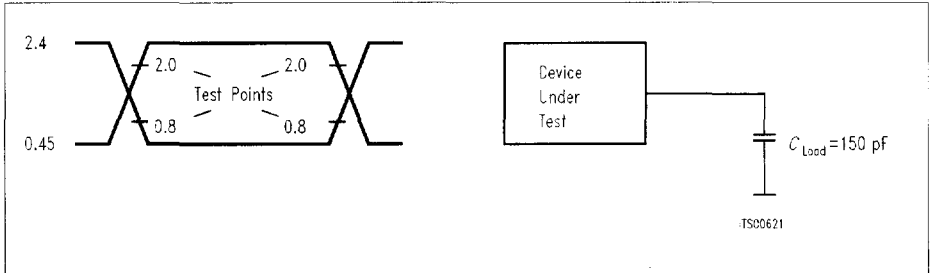 2.4
2.0
2.0
Test Points
0.8
0.8
0.45
Device
Under
Test
C Load = 150 pF
ITS00621